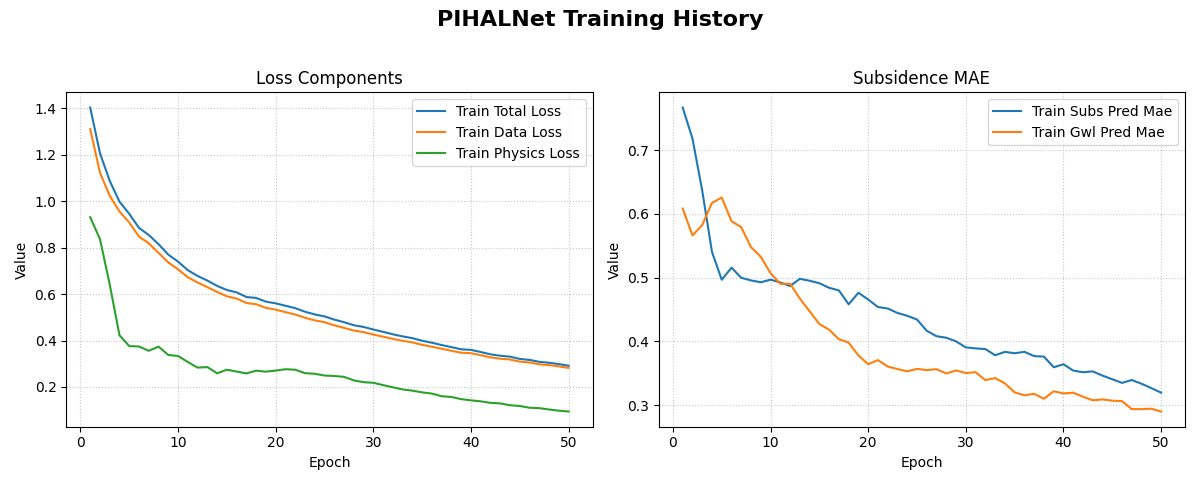 PIHALNet Training History
Loss Components
Value
1.4
1.2
1.0
0.8
0.6
0.4
0.2
0 10 20 30 40 50
Epoch
Train Total Loss
Train Data Loss
Train Physics Loss
Subsidence MAE
Value
0.7
0.6
0.5
0.4
0.3
0 10 20 30 40 50
Epoch
Train Subs Pred Mae
Train Gwl Pred Mae